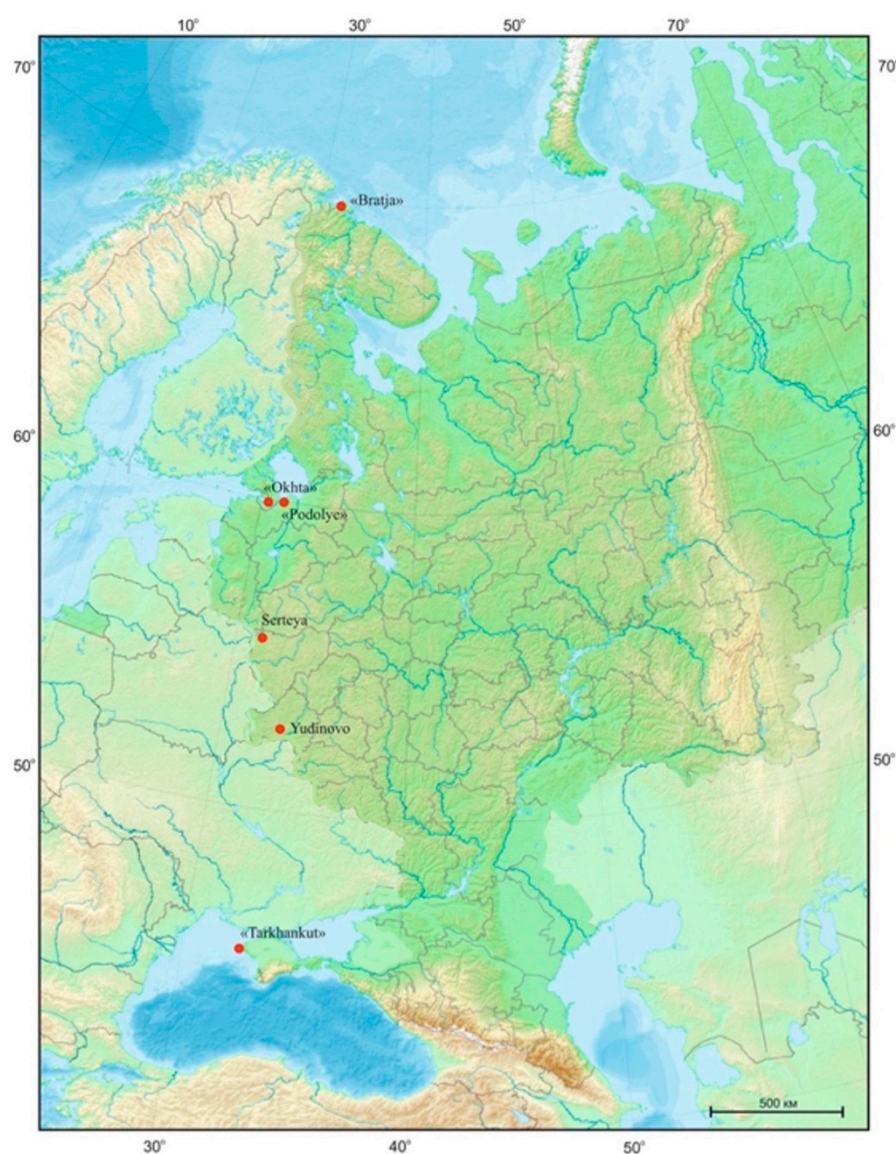 10° 30° 50° 70°
70° 70°
«Bratja»
60° 60°
«Okhta»
«Podolye»
Serteya
Yudinovo
50° 50°
«Tarkhankut»
500 км
30° 40° 50°